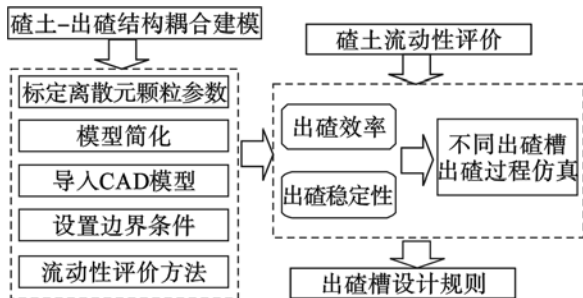 碴土-出碴结构耦合建模
标定离散元颗粒参数
模型简化
导入CAD模型
设置边界条件
流动性评价方法
碴土流动性评价
出碴效率
出碴稳定性
不同出碴槽
出碴过程仿真
出碴槽设计规则